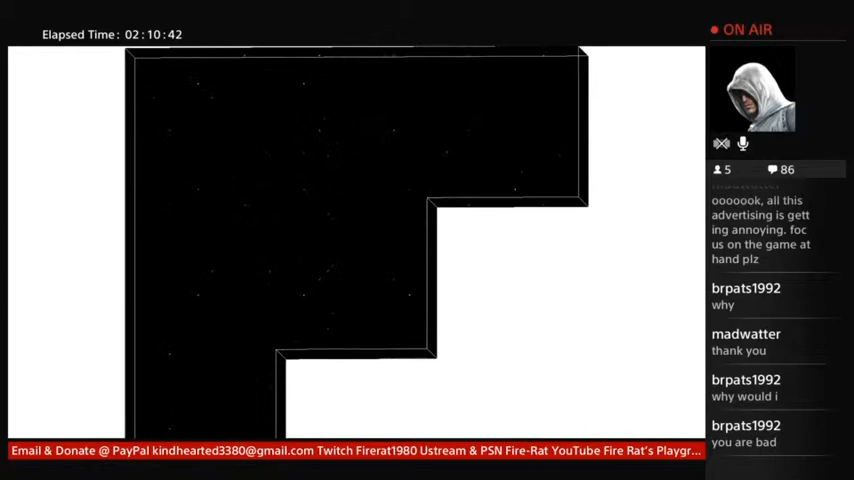 Elapsed Time: 02:10:42
ON AIR
5
86
ooooook, all this
advertising is gett
ing annoying. foc
us on the game at
hand plz
brpats1992
why
madwatter
thank you
brpats1992
why would i
brpats1992
you are bad
Email & Donate @ PayPal kindhearted3380@gmail.com Twitch Firerat1980 Ustream & PSN Fire-Rat YouTube Fire Rat's Playgr...